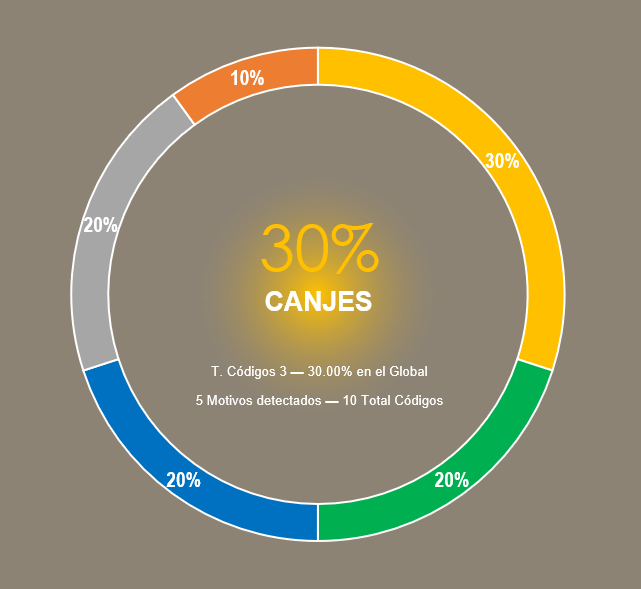 10%
30%
20%
30%
CANJES
T. Códigos 3 — 30.00% en el Global
5 Motivos detectados — 10 Total Códigos
20%
20%